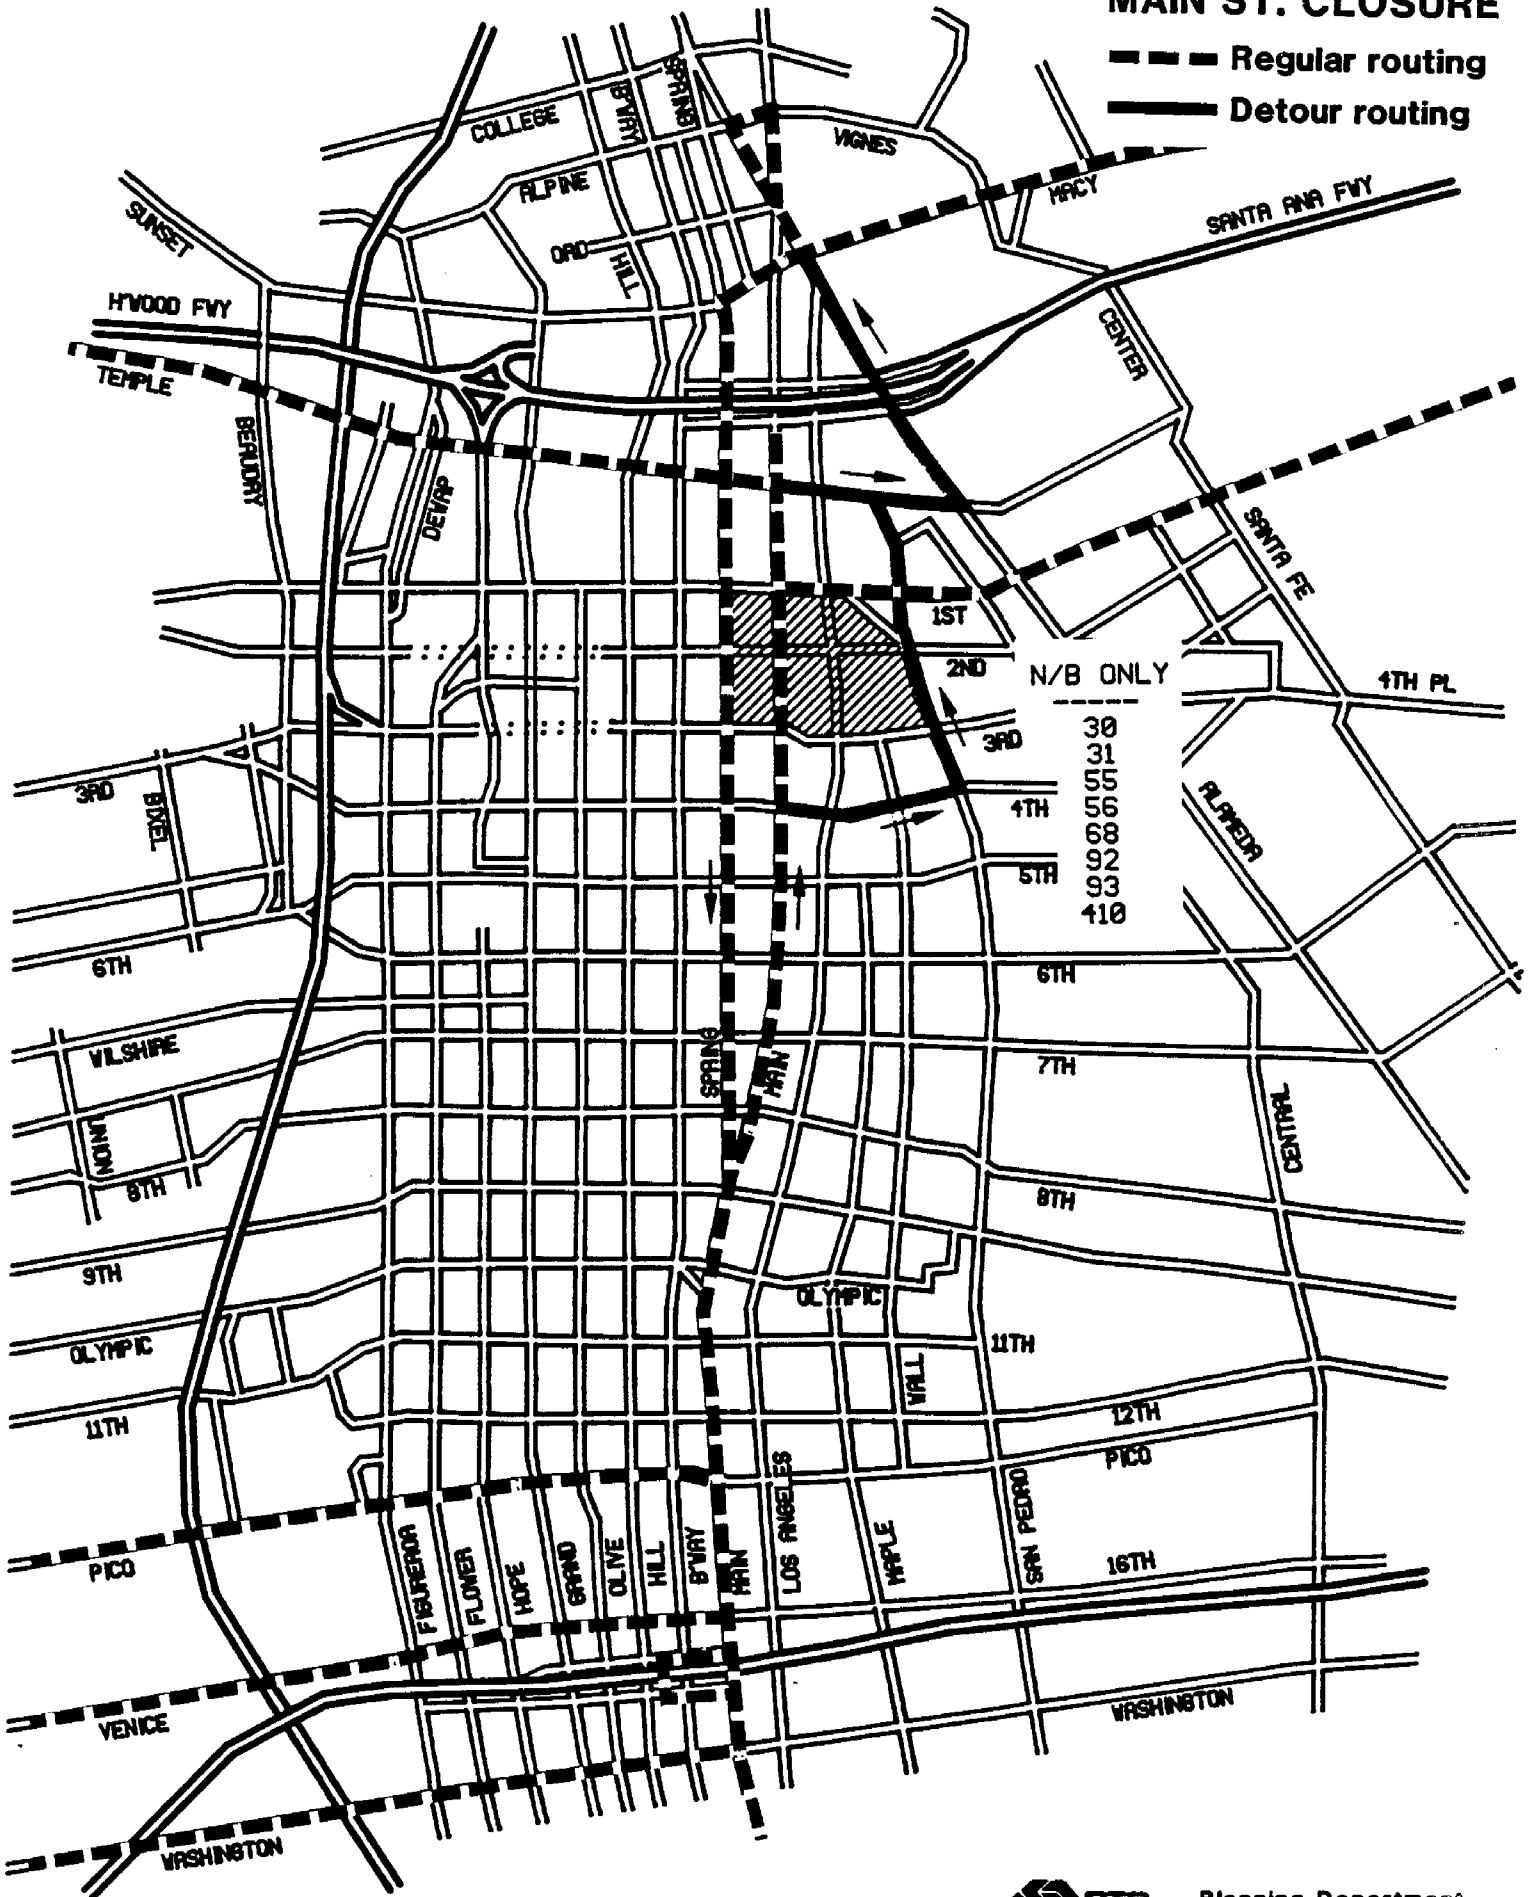 MAIN ST. CLOSURE
Regular routing
Detour routing
COLLEGE
B'WAY
SPRING
VIGNES
ALPINE
MACY
SUNSET
SANTA ANA FWY
ORD
HILL
H'WOOD FWY
CENTER
TEMPLE
BEAUDRY
DEWAP
SANTA FE
1ST
2ND
N/B ONLY
30
31
55
56
68
92
93
410
4TH PL
3RD
3RD
BIXEL
4TH
ALAMEDA
5TH
6TH
6TH
WILSHIRE
SPRING
MAIN
7TH
UNION
CENTRAL
8TH
8TH
9TH
OLYMPIC
OLYMPIC
11TH
WALL
11TH
12TH
PICO
LOS ANGELES
SAN PEDRO
PICO
FIGUEROA
FLOWER
HOPE
GRAND
OLIVE
HILL
B'WAY
MAIN
MAPLE
16TH
VENICE
WASHINGTON
WASHINGTON